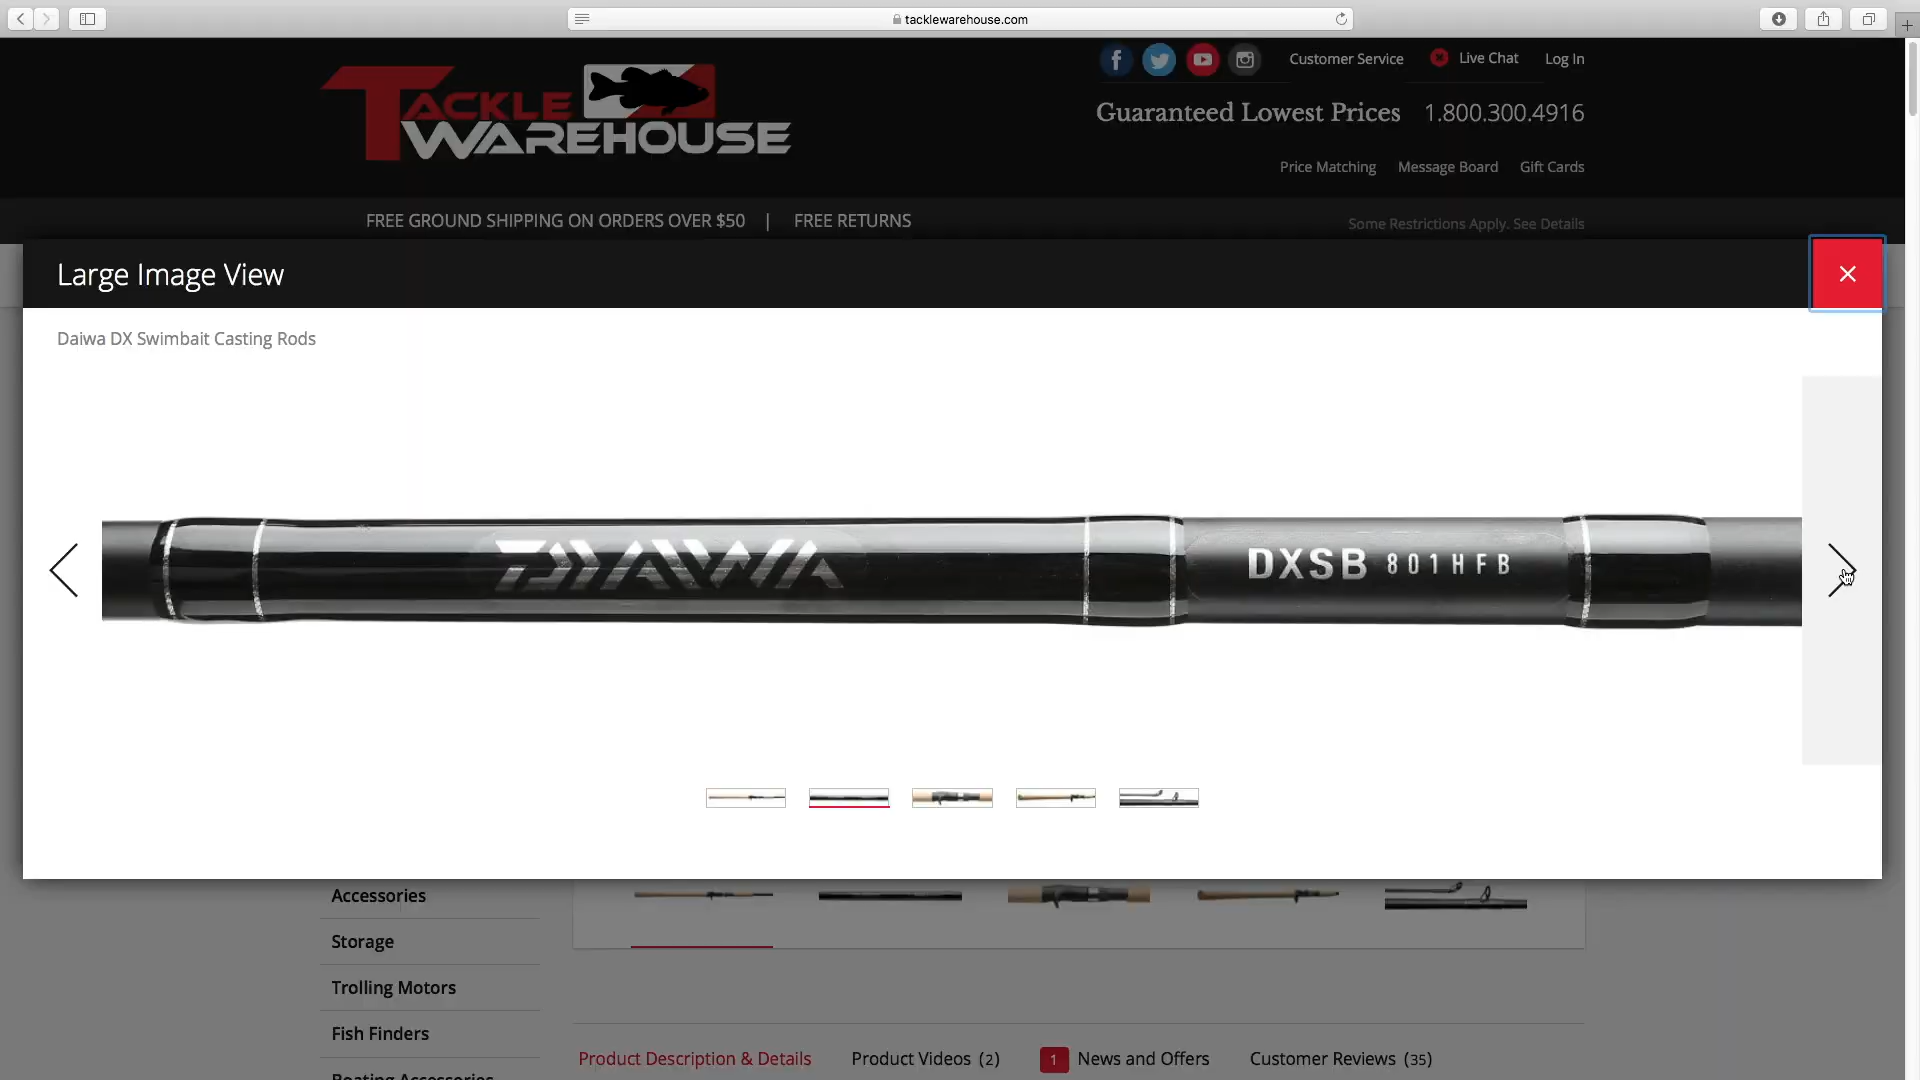 tacklewarehouse.com
TACKLE
WAREHOUSE
Customer Service
Live Chat
Log In
Guaranteed Lowest Prices
1.800.300.4916
Price Matching
Message Board
Gift Cards
FREE GROUND SHIPPING ON ORDERS OVER $50 | FREE RETURNS
Some Restrictions Apply. See Details
Large Image View
Daiwa DX Swimbait Casting Rods
DAIWA
DXSB 801HFB
Accessories
Storage
Trolling Motors
Fish Finders
Boating Accessories
Product Description & Details
Product Videos (2)
1 News and Offers
Customer Reviews (35)